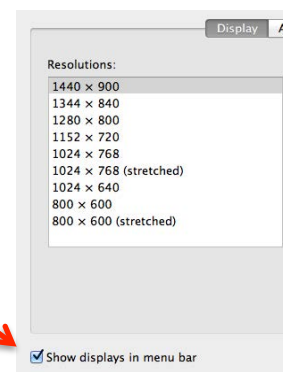 Display A
Resolutions:
1440 × 900
1344 × 840
1280 × 800
1152 × 720
1024 × 768
1024 × 768 (stretched)
1024 × 640
800 × 600
800 × 600 (stretched)
Show displays in menu bar